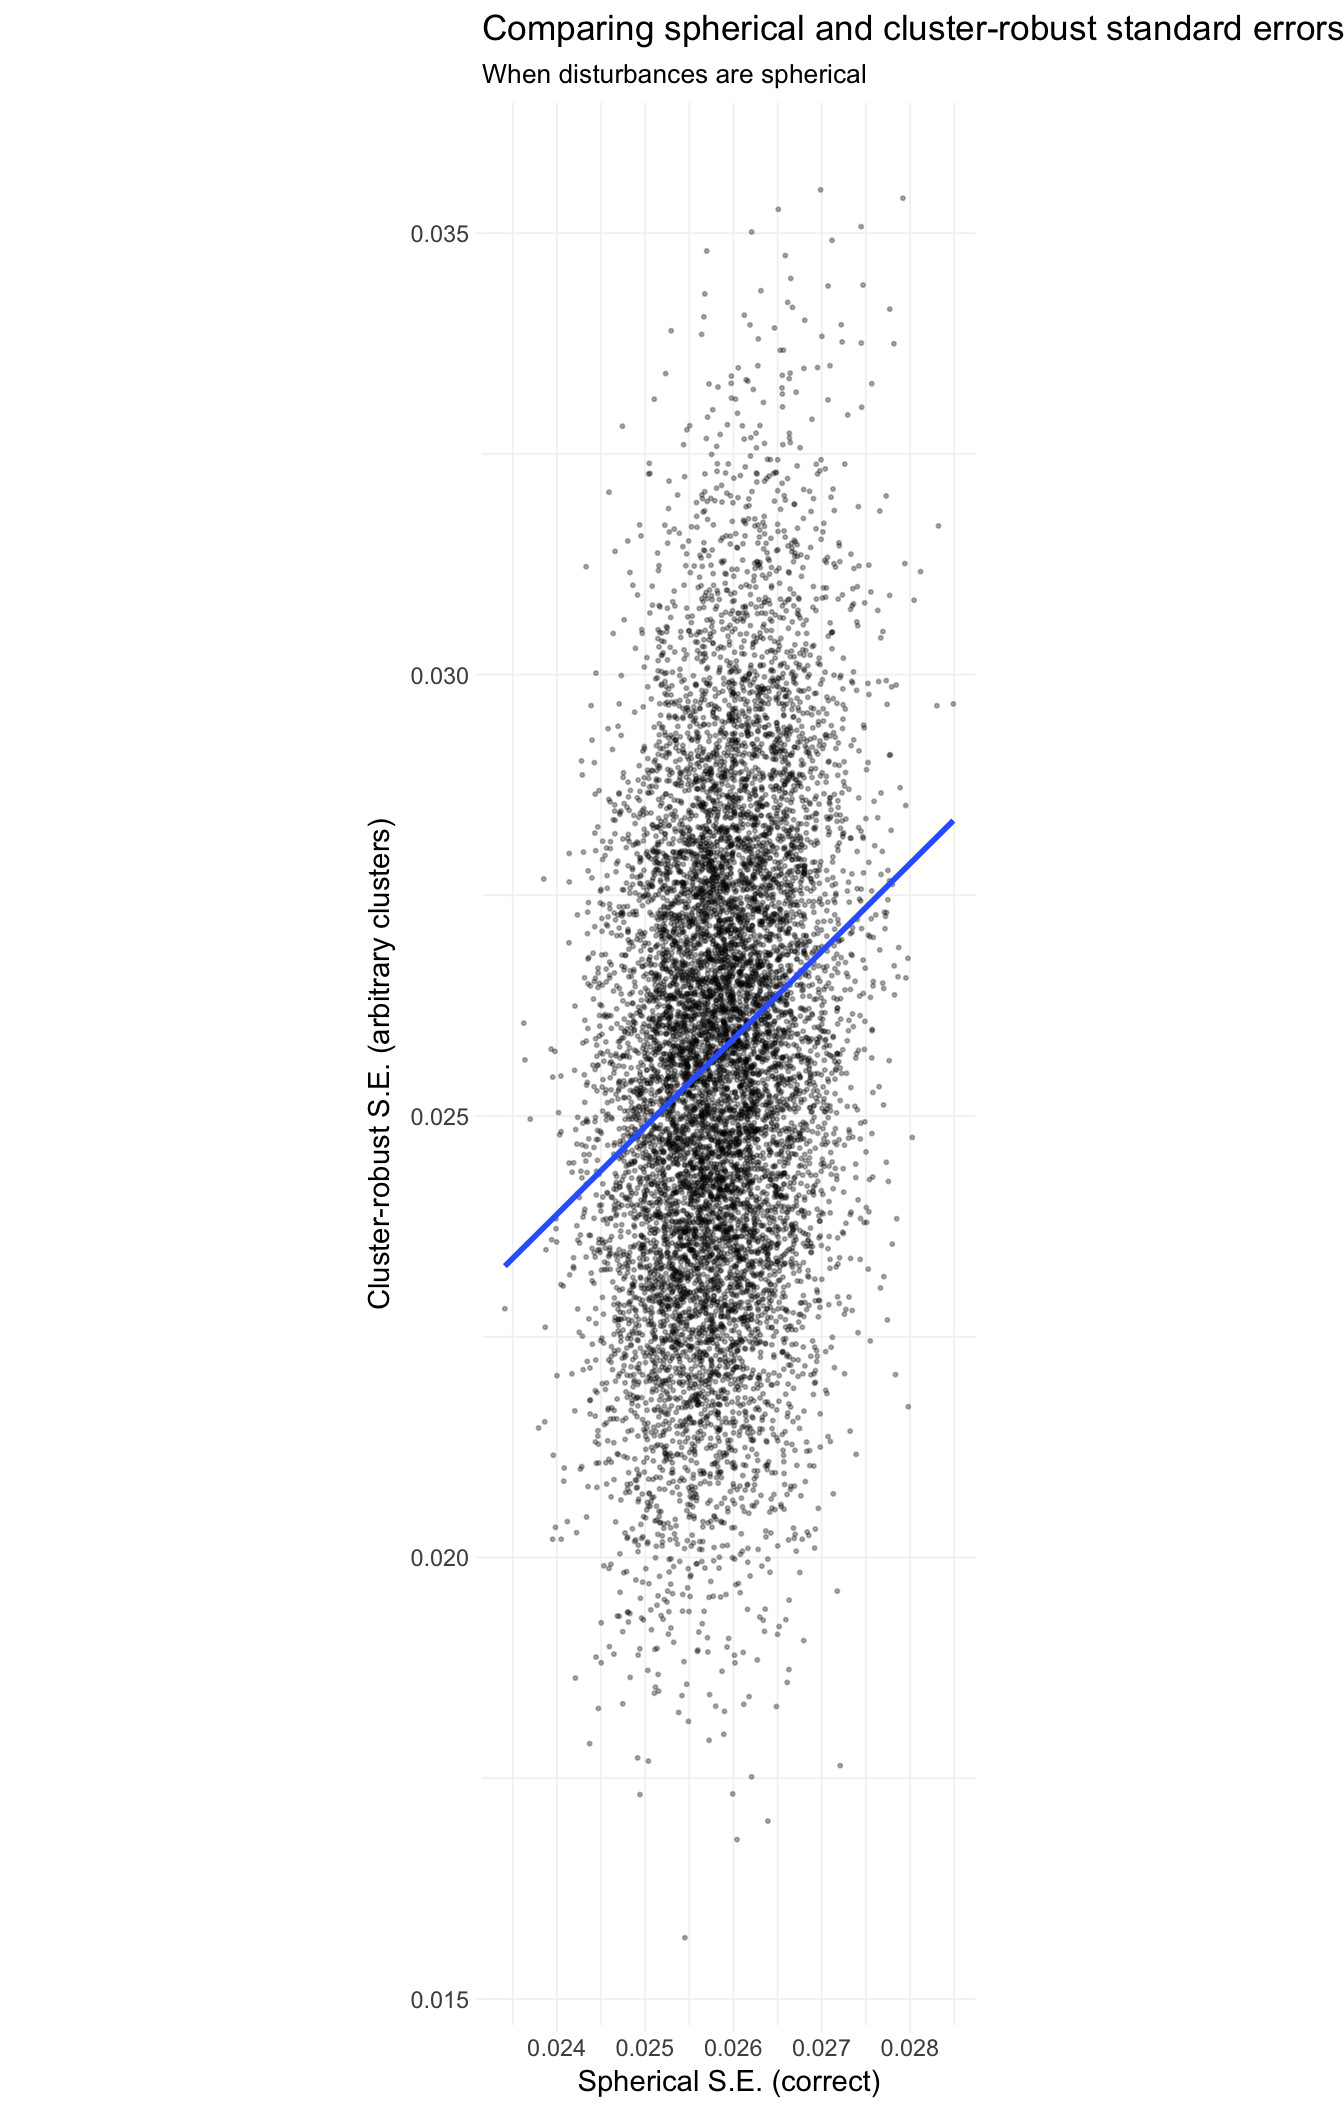 Comparing spherical and cluster-robust standard errors
When disturbances are spherical
0.035
0.030
0.025
0.020
0.015
Cluster-robust S.E. (arbitrary clusters)
0.024 0.025 0.026 0.027 0.028
Spherical S.E. (correct)